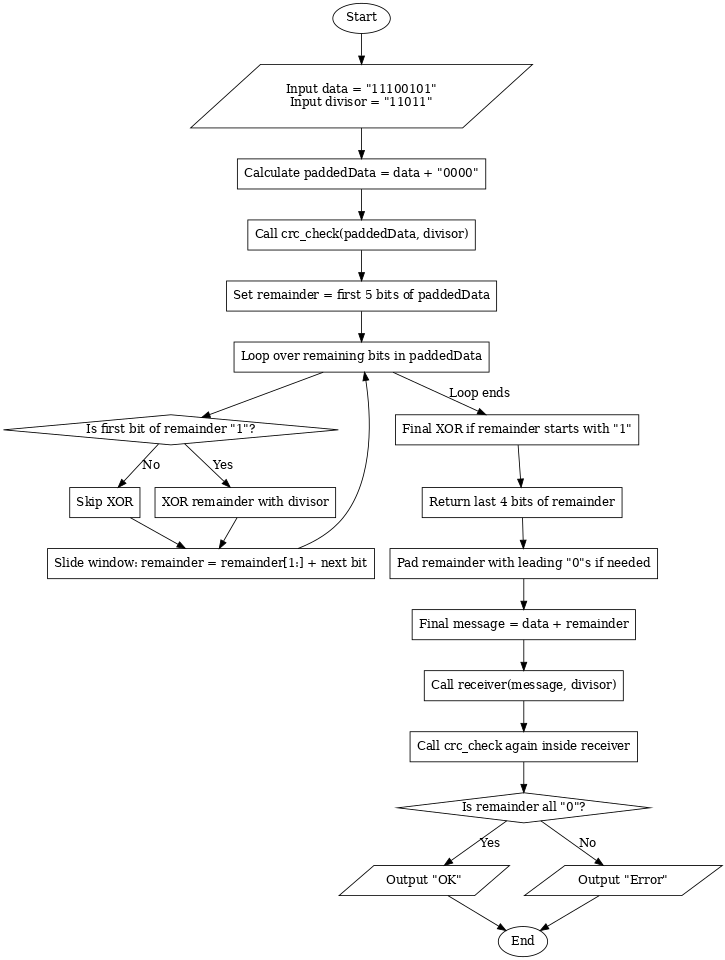 Start
Input data = "11100101"
Input divisor = "11011"
Calculate paddedData = data + "0000"
Call crc_check(paddedData, divisor)
Set remainder = first 5 bits of paddedData
Loop over remaining bits in paddedData
Loop ends
Is first bit of remainder "1"?
Final XOR if remainder starts with "1"
No
Yes
Skip XOR
XOR remainder with divisor
Return last 4 bits of remainder
Slide window: remainder = remainder[1:] + next bit
Pad remainder with leading "0"s if needed
Final message = data + remainder
Call receiver(message, divisor)
Call crc_check again inside receiver
Is remainder all "0"?
Yes
No
Output "OK"
Output "Error"
End